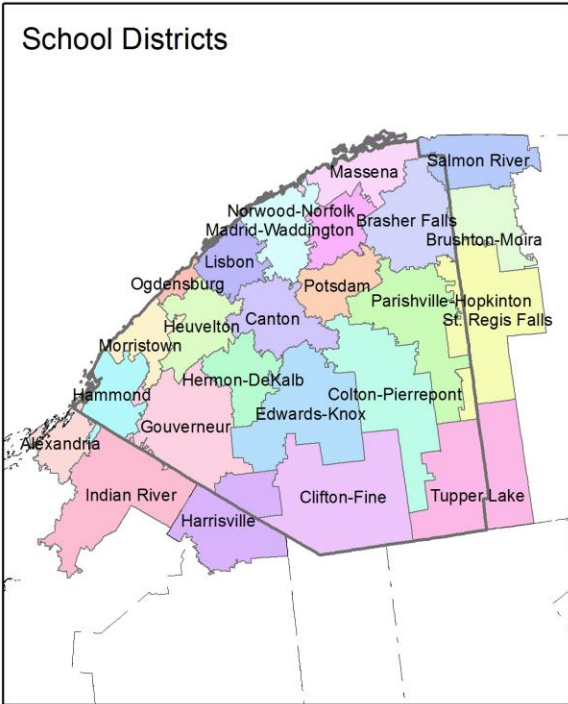 School Districts
Massena
Salmon River
Norwood-Norfolk
Brasher Falls
Madrid-Waddington
Brushton-Moira
Lisbon
Ogdensburg
Potsdam
Parishville-Hopkinton
Heuvelton
Canton
St. Regis Falls
Morristown
Hermon-DeKalb
Hammond
Colton-Pierrepont
Edwards-Knox
Gouverneur
Alexandria
Indian River
Clifton-Fine
Tupper Lake
Harrisville